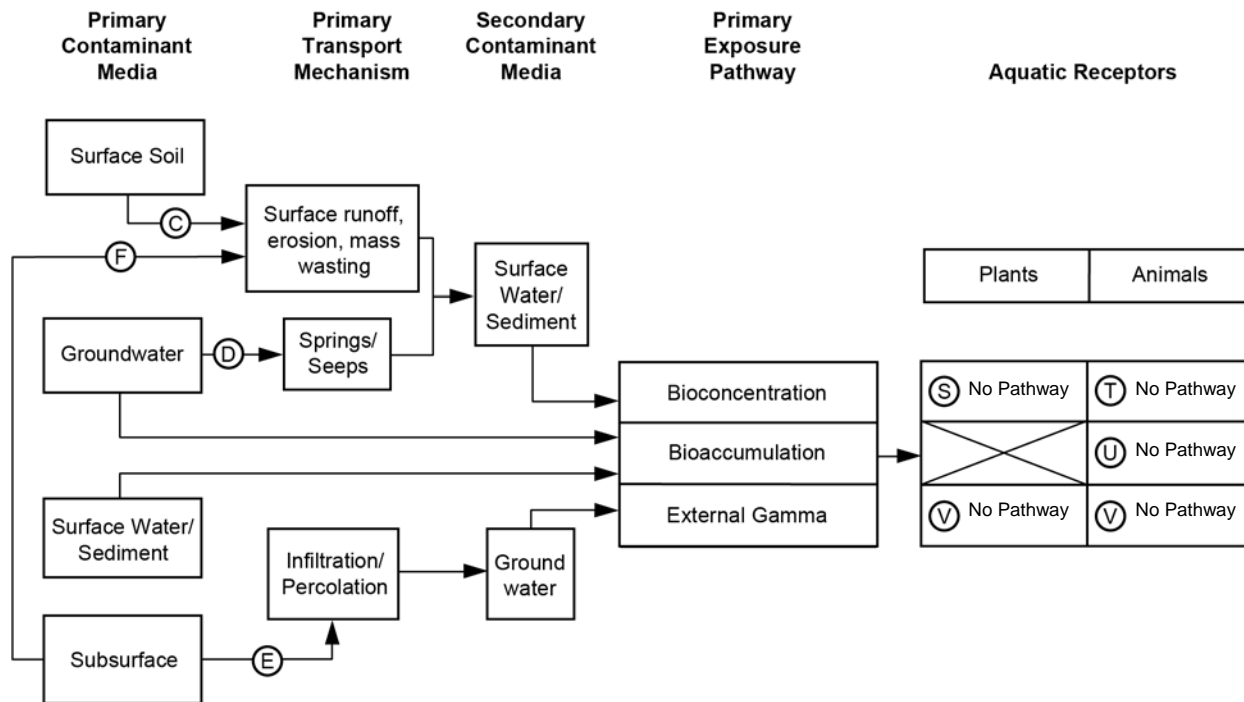 Primary
Contaminant
Media
Primary
Transport
Mechanism
Secondary
Contaminant
Media
Primary
Exposure
Pathway
Aquatic Receptors
Surface Soil
C
Surface runoff,
erosion, mass
wasting
F
Surface
Water/
Sediment
Plants
Animals
Groundwater
D
Springs/
Seeps
Bioconcentration
S No Pathway
T No Pathway
Bioaccumulation
U No Pathway
External Gamma
V No Pathway
V No Pathway
Surface Water/
Sediment
Infiltration/
Percolation
Ground
water
Subsurface
E